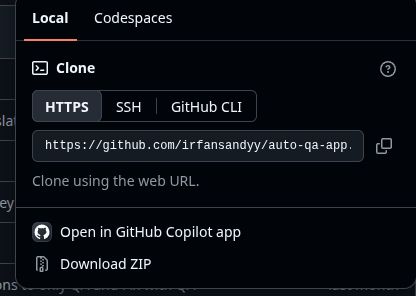 Local
Codespaces
Clone
HTTPS
SSH
GitHub CLI
https://github.com/irfansandyy/auto-qa-app.
Clone using the web URL.
Open in GitHub Copilot app
Download ZIP